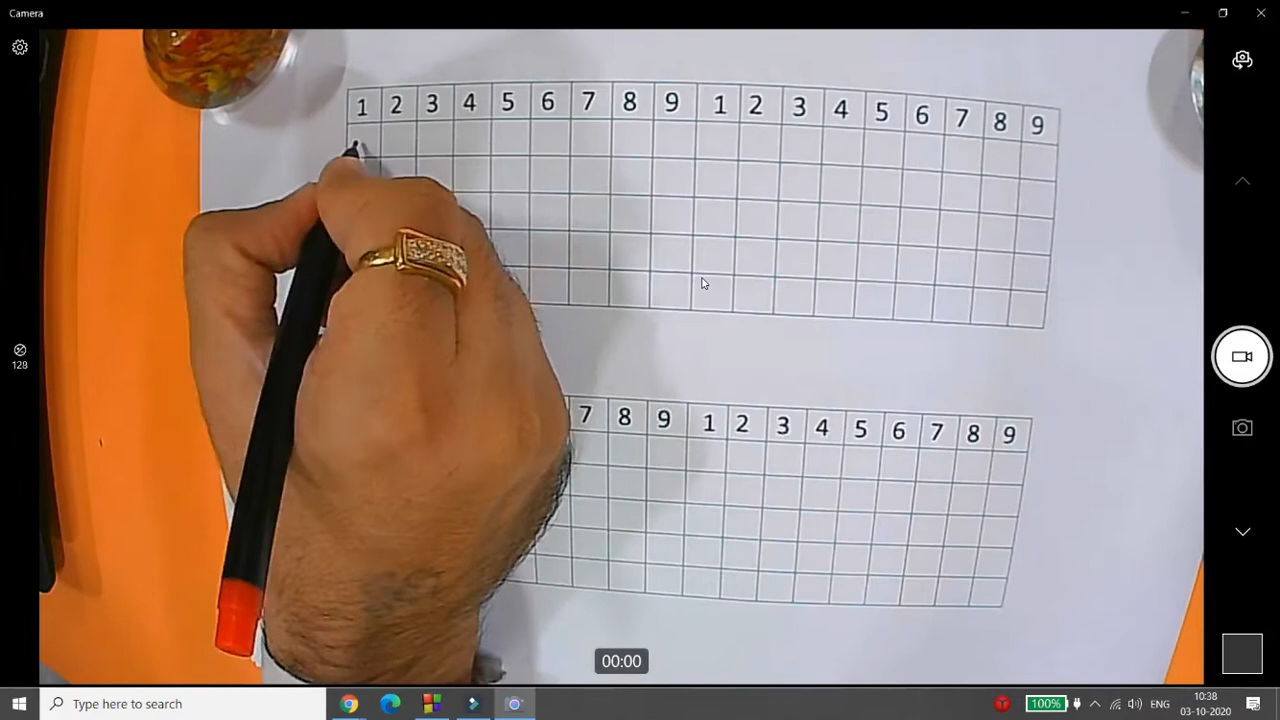 Camera
1 2 3 4 5 6 7 8 9 1 2 3 4 5 6 7 8 9
128
7 8 9 1 2 3 4 5 6 7 8 9
00:00
Type here to search
100%
ENG
10:38
03-10-2020